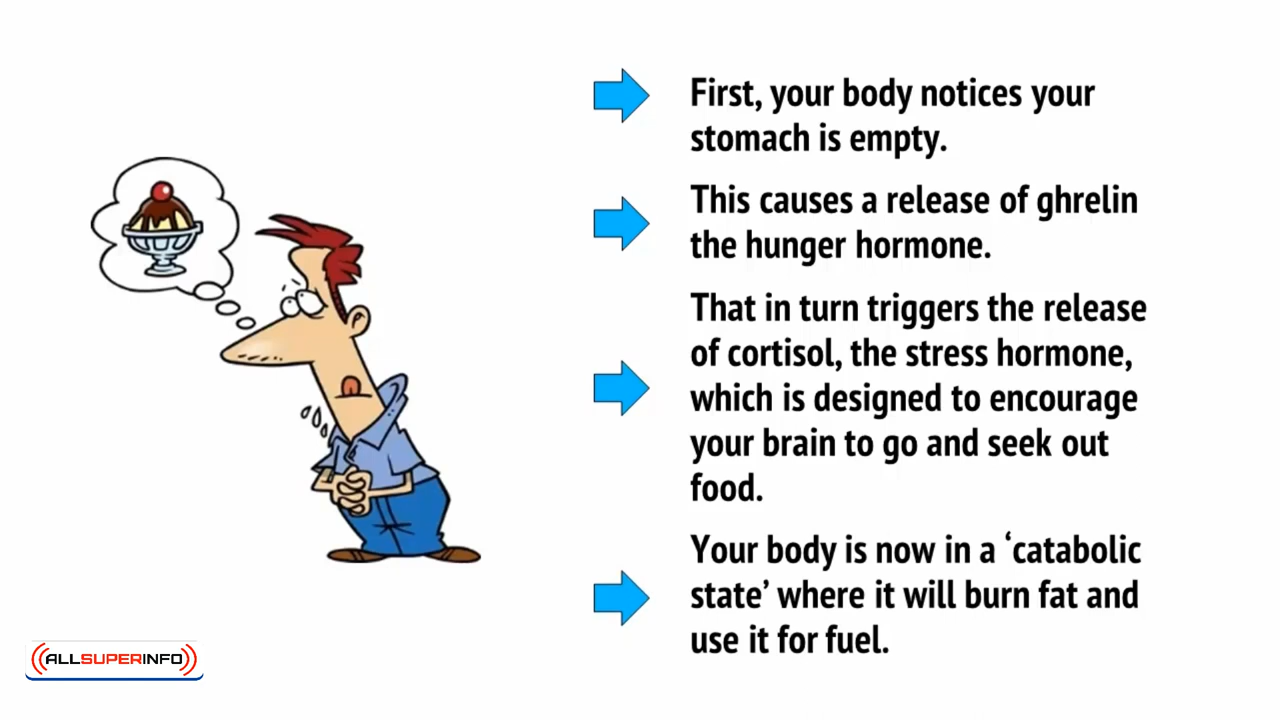 First, your body notices your
stomach is empty.
This causes a release of ghrelin
the hunger hormone.
That in turn triggers the release
of cortisol, the stress hormone,
which is designed to encourage
your brain to go and seek out
food.
Your body is now in a ‘catabolic
state’ where it will burn fat and
use it for fuel.
ALLSUPERINFO